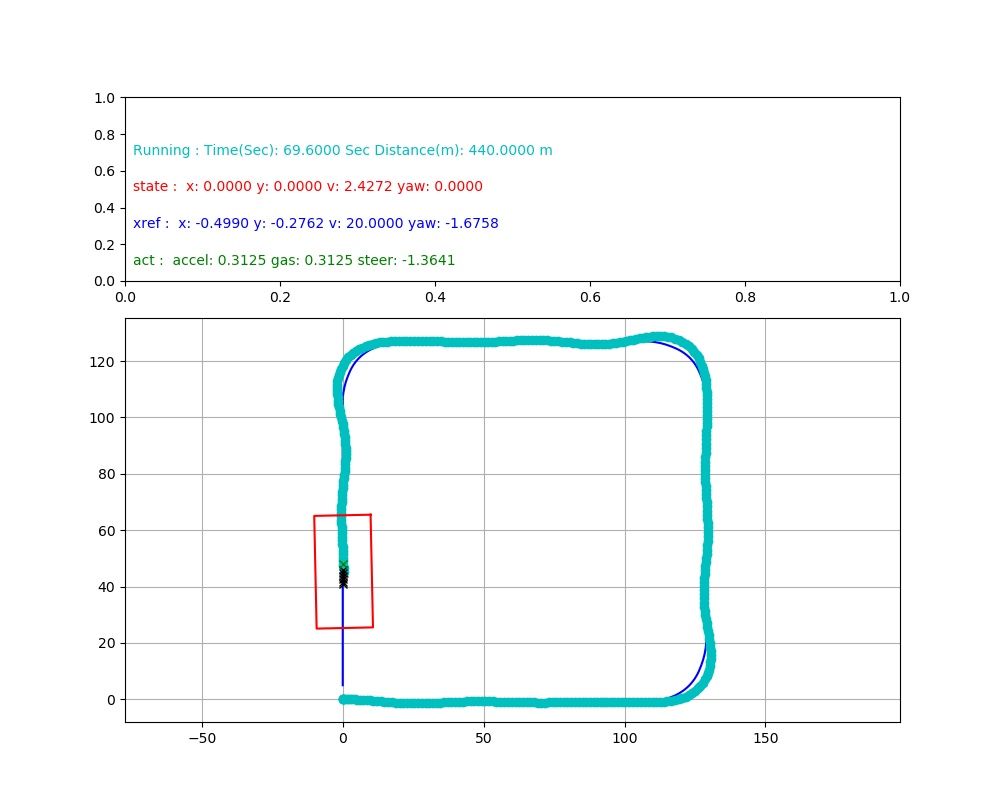 1.0
0.8
Running : Time(Sec): 69.6000 Sec Distance(m): 440.0000 m
0.6
state :  x: 0.0000 y: 0.0000 v: 2.4272 yaw: 0.0000
0.4
xref :  x: -0.4990 y: -0.2762 v: 20.0000 yaw: -1.6758
0.2
act :  accel: 0.3125 gas: 0.3125 steer: -1.3641
0.0
0.0 0.2 0.4 0.6 0.8 1.0
120
100
80
60
40
20
0
−50 0 50 100 150